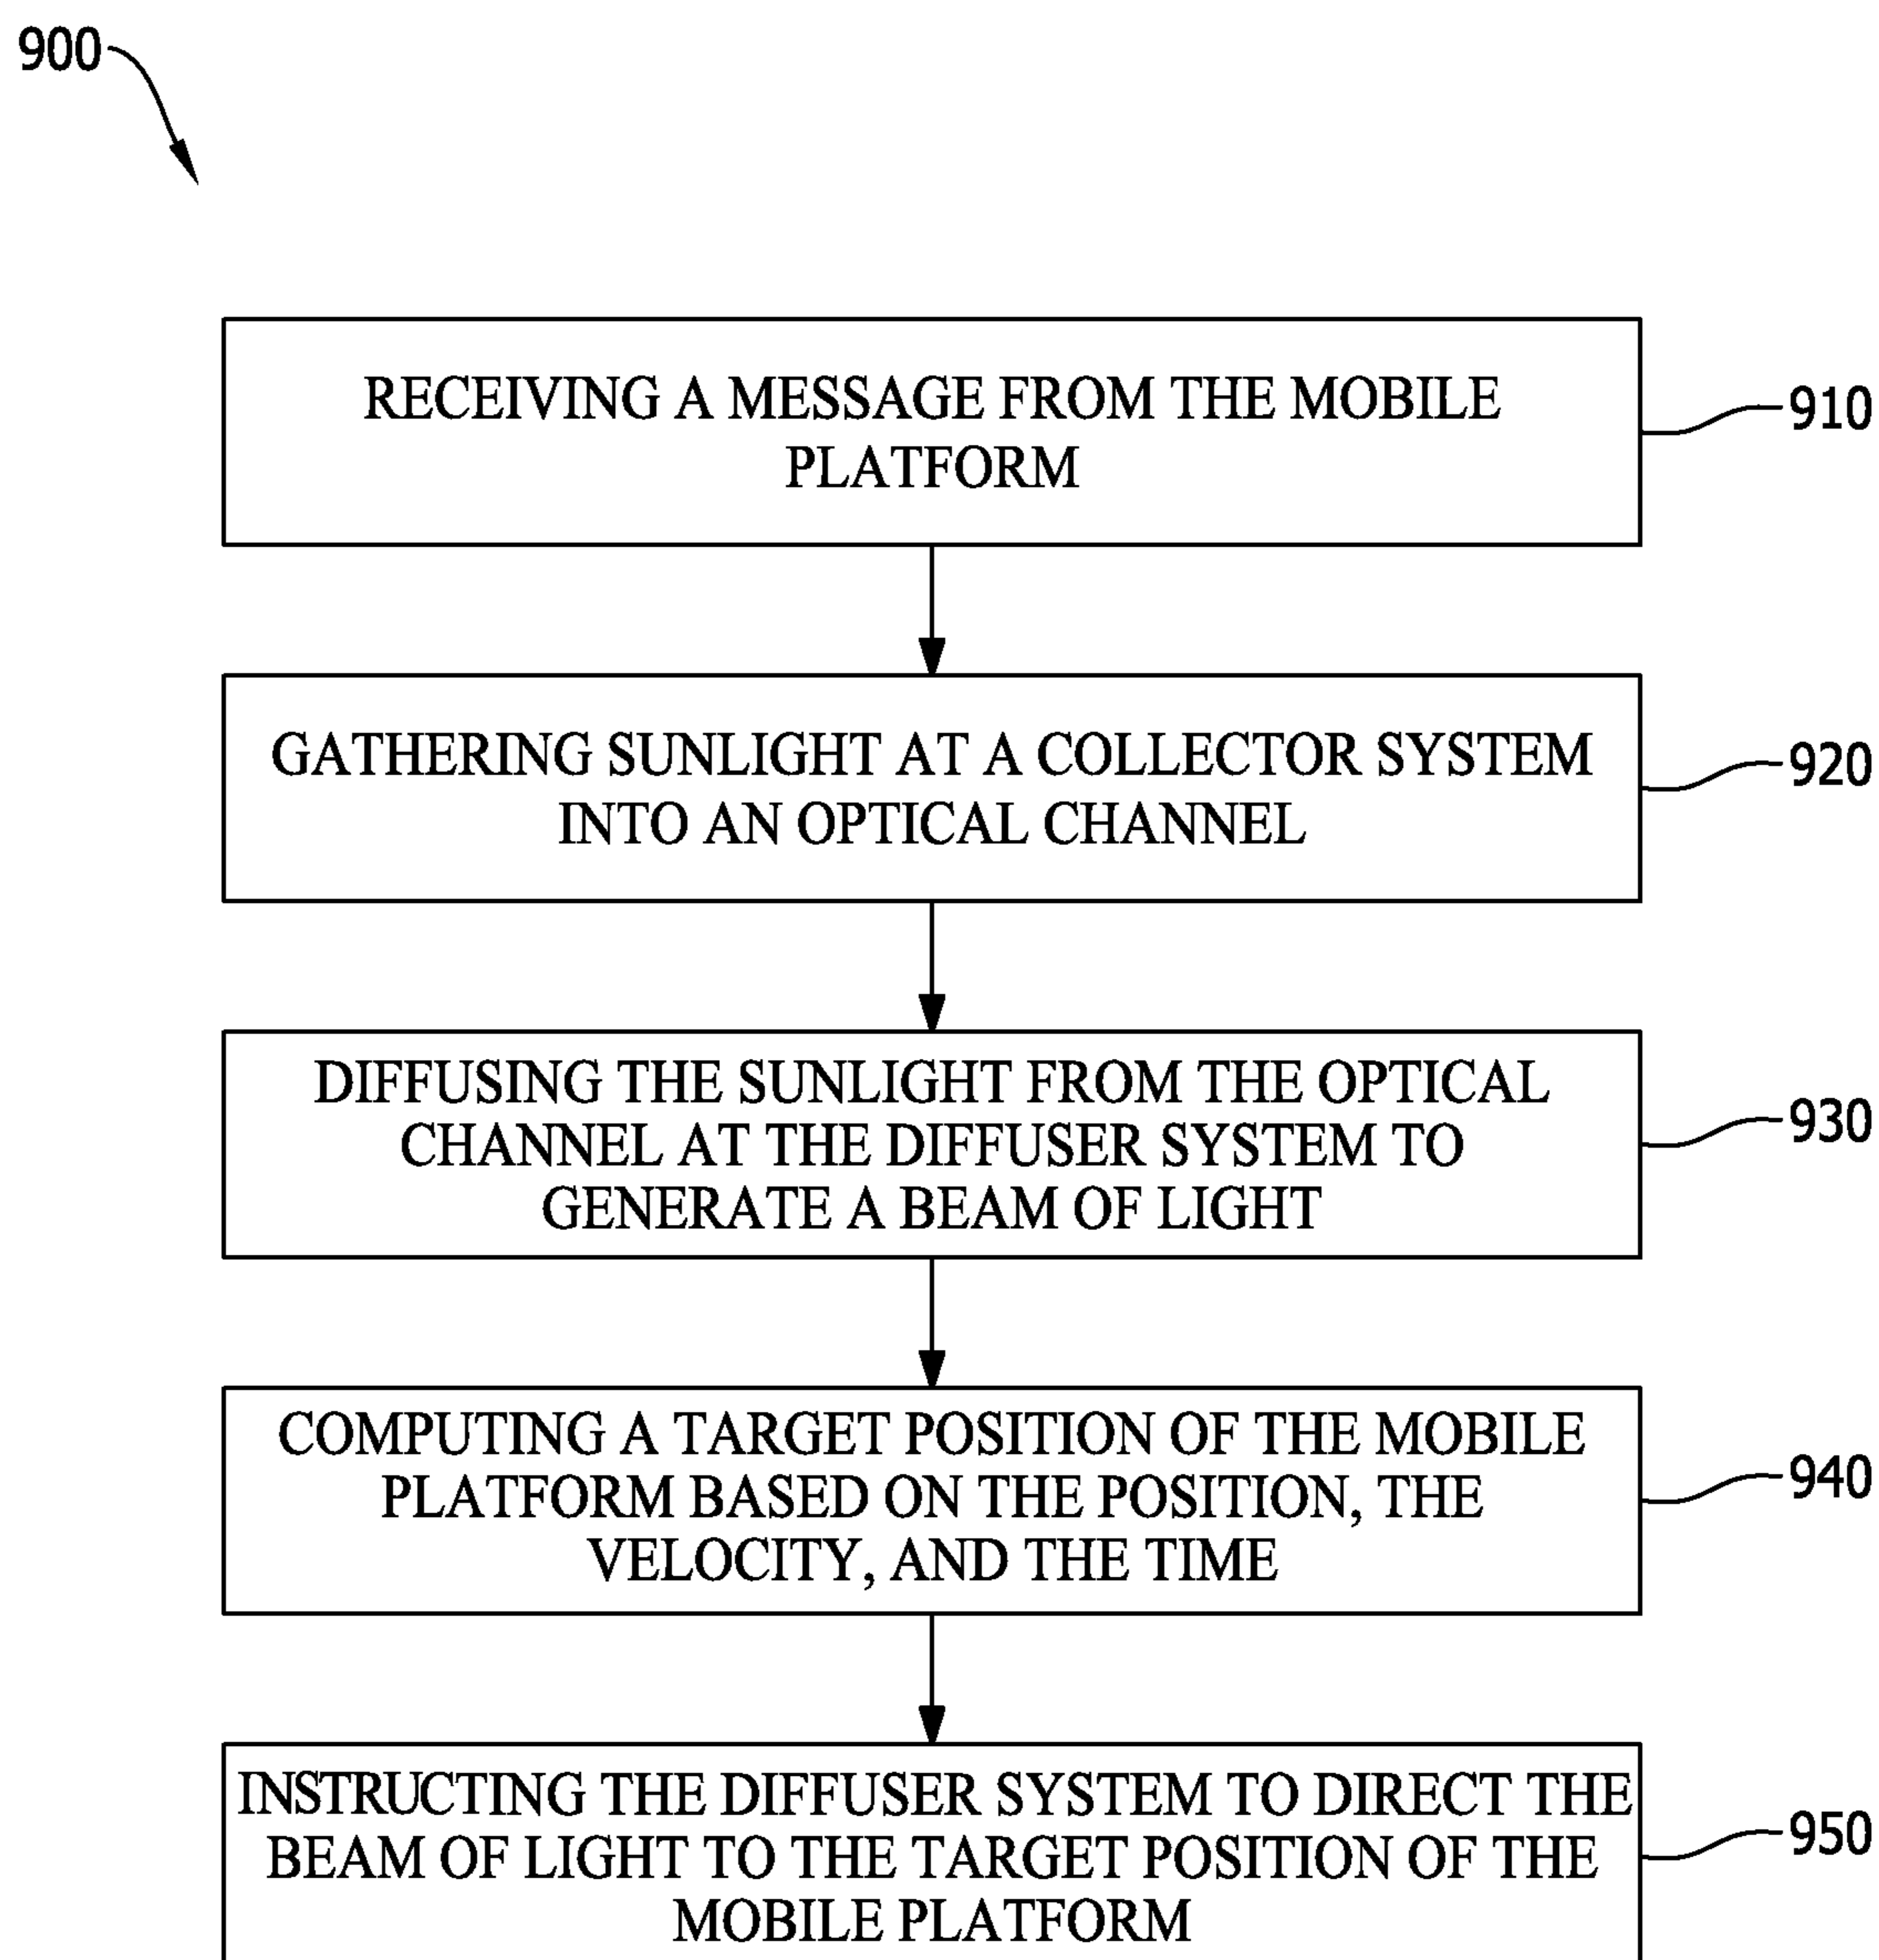 900
RECEIVING A MESSAGE FROM THE MOBILE
PLATFORM
910
GATHERING SUNLIGHT AT A COLLECTOR SYSTEM
INTO AN OPTICAL CHANNEL
920
DIFFUSING THE SUNLIGHT FROM THE OPTICAL
CHANNEL AT THE DIFFUSER SYSTEM TO
GENERATE A BEAM OF LIGHT
930
COMPUTING A TARGET POSITION OF THE MOBILE
PLATFORM BASED ON THE POSITION, THE
VELOCITY, AND THE TIME
940
INSTRUCTING THE DIFFUSER SYSTEM TO DIRECT THE
BEAM OF LIGHT TO THE TARGET POSITION OF THE
MOBILE PLATFORM
950